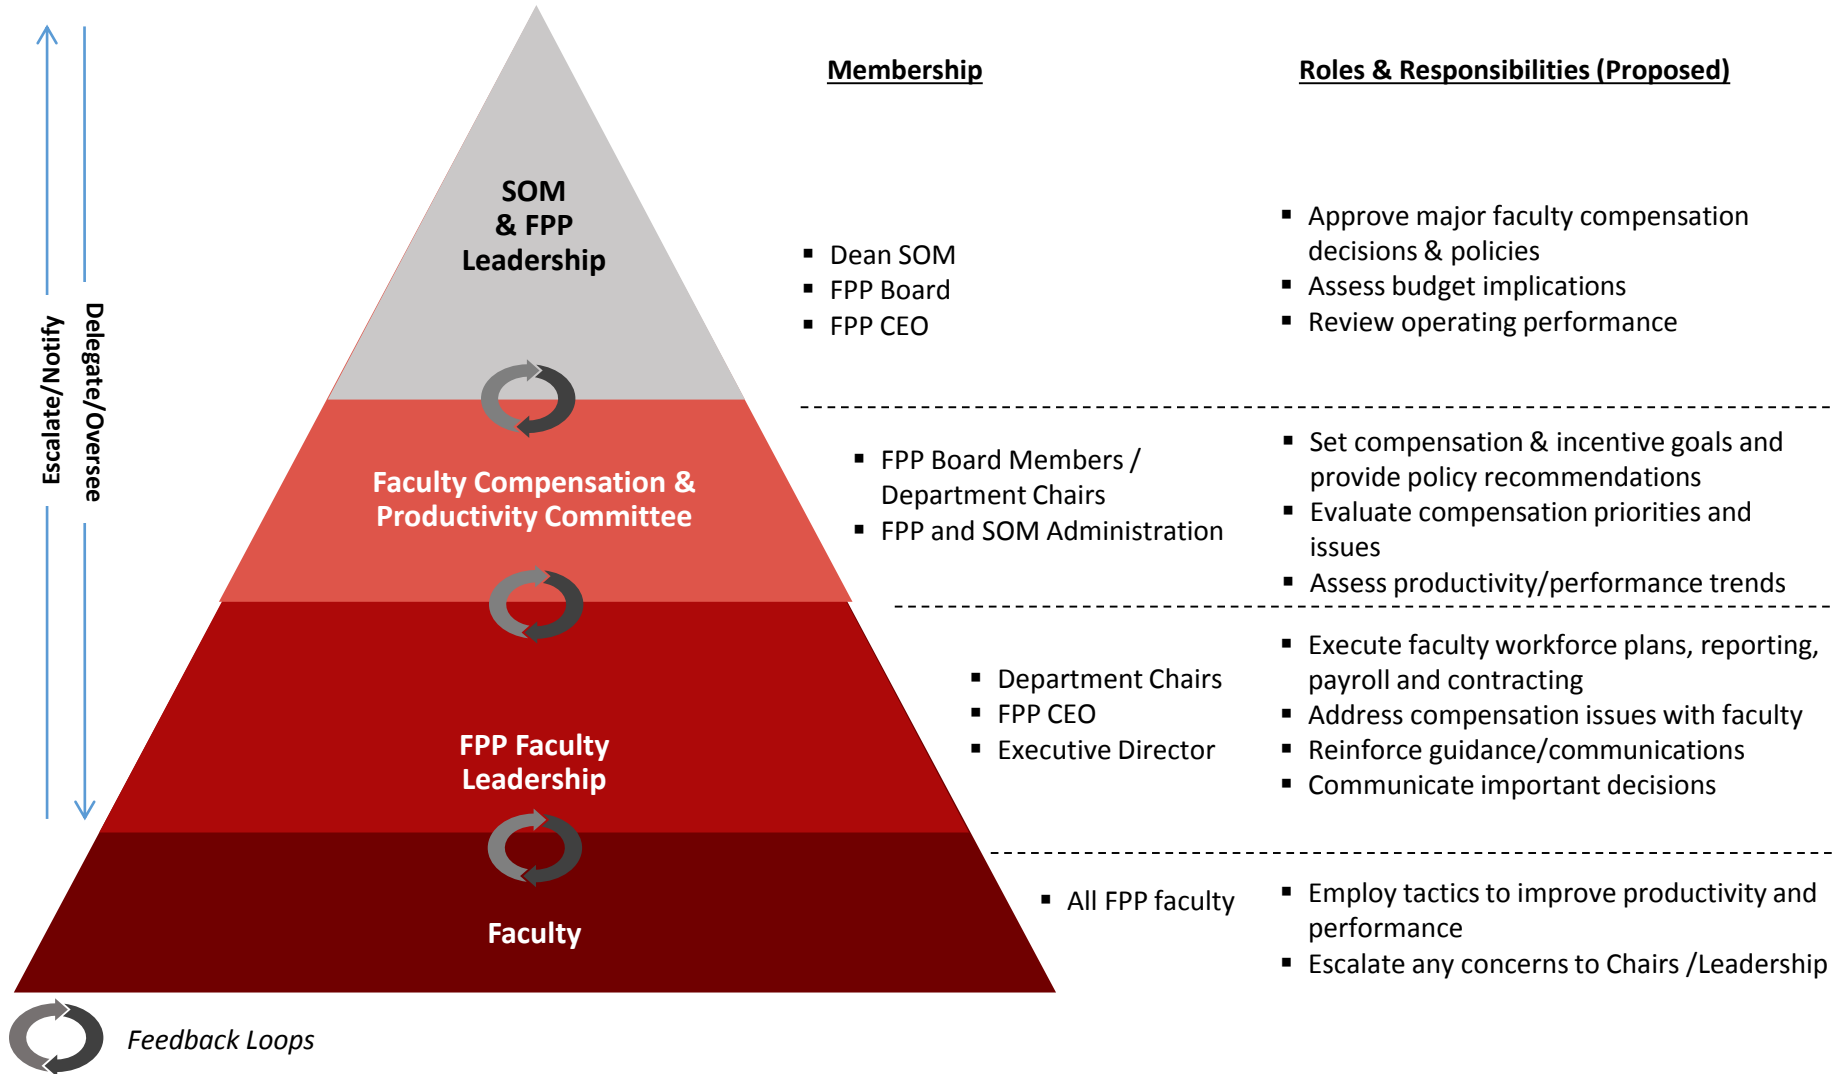 Membership
Roles & Responsibilities (Proposed)
Escalate/Notify
Delegate/Oversee
SOM
& FPP
Leadership
▪ Dean SOM
▪ FPP Board
▪ FPP CEO
▪ Approve major faculty compensation
decisions & policies
▪ Assess budget implications
▪ Review operating performance
Faculty Compensation &
Productivity Committee
▪ FPP Board Members /
Department Chairs
▪ FPP and SOM Administration
▪ Set compensation & incentive goals and
provide policy recommendations
▪ Evaluate compensation priorities and
issues
▪ Assess productivity/performance trends
FPP Faculty
Leadership
▪ Department Chairs
▪ FPP CEO
▪ Executive Director
▪ Execute faculty workforce plans, reporting,
payroll and contracting
▪ Address compensation issues with faculty
▪ Reinforce guidance/communications
▪ Communicate important decisions
Faculty
▪ All FPP faculty
▪ Employ tactics to improve productivity and
performance
▪ Escalate any concerns to Chairs /Leadership
Feedback Loops